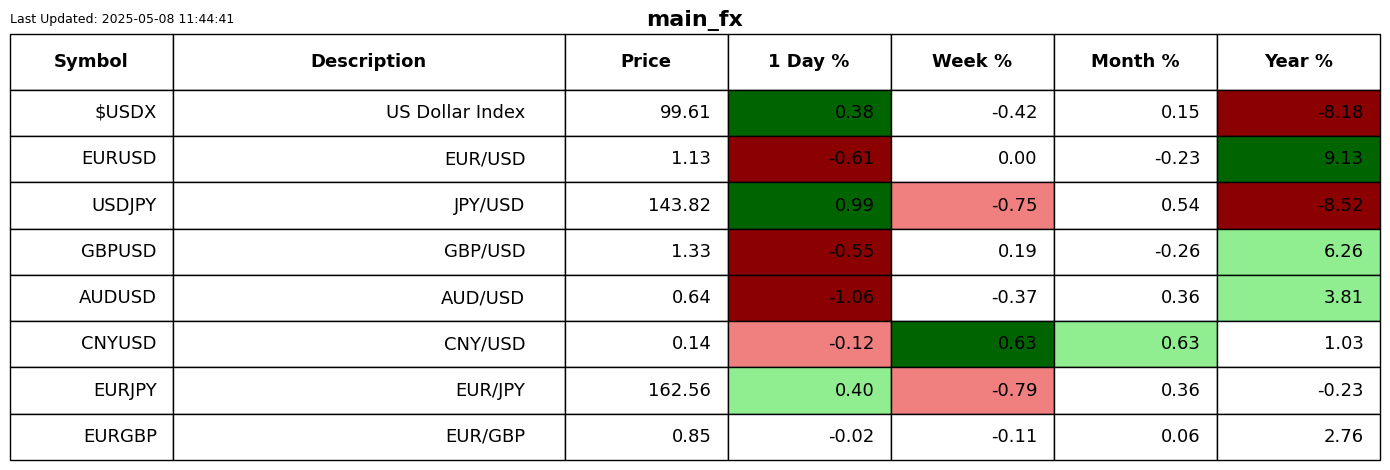 Last Updated: 2025-05-08 11:44:41
main_fx
Symbol Description Price 1 Day % Week % Month % Year %
$USDX US Dollar Index 99.61 0.38 -0.42 0.15 -8.18
EURUSD EUR/USD 1.13 -0.61 0.00 -0.23 9.13
USDJPY JPY/USD 143.82 0.99 -0.75 0.54 -8.52
GBPUSD GBP/USD 1.33 -0.55 0.19 -0.26 6.26
AUDUSD AUD/USD 0.64 -1.06 -0.37 0.36 3.81
CNYUSD CNY/USD 0.14 -0.12 0.63 0.63 1.03
EURJPY EUR/JPY 162.56 0.40 -0.79 0.36 -0.23
EURGBP EUR/GBP 0.85 -0.02 -0.11 0.06 2.76